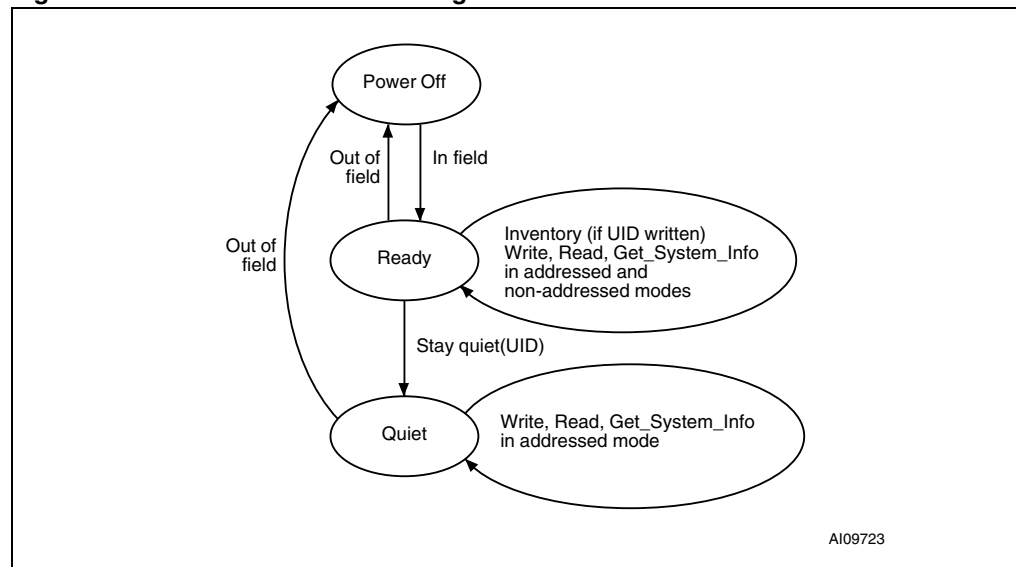 Power Off
Out of
field
In field
Out of
field
Ready
Inventory (if UID written)
Write, Read, Get_System_Info
in addressed and
non-addressed modes
Stay quiet(UID)
Quiet
Write, Read, Get_System_Info
in addressed mode
AI09723